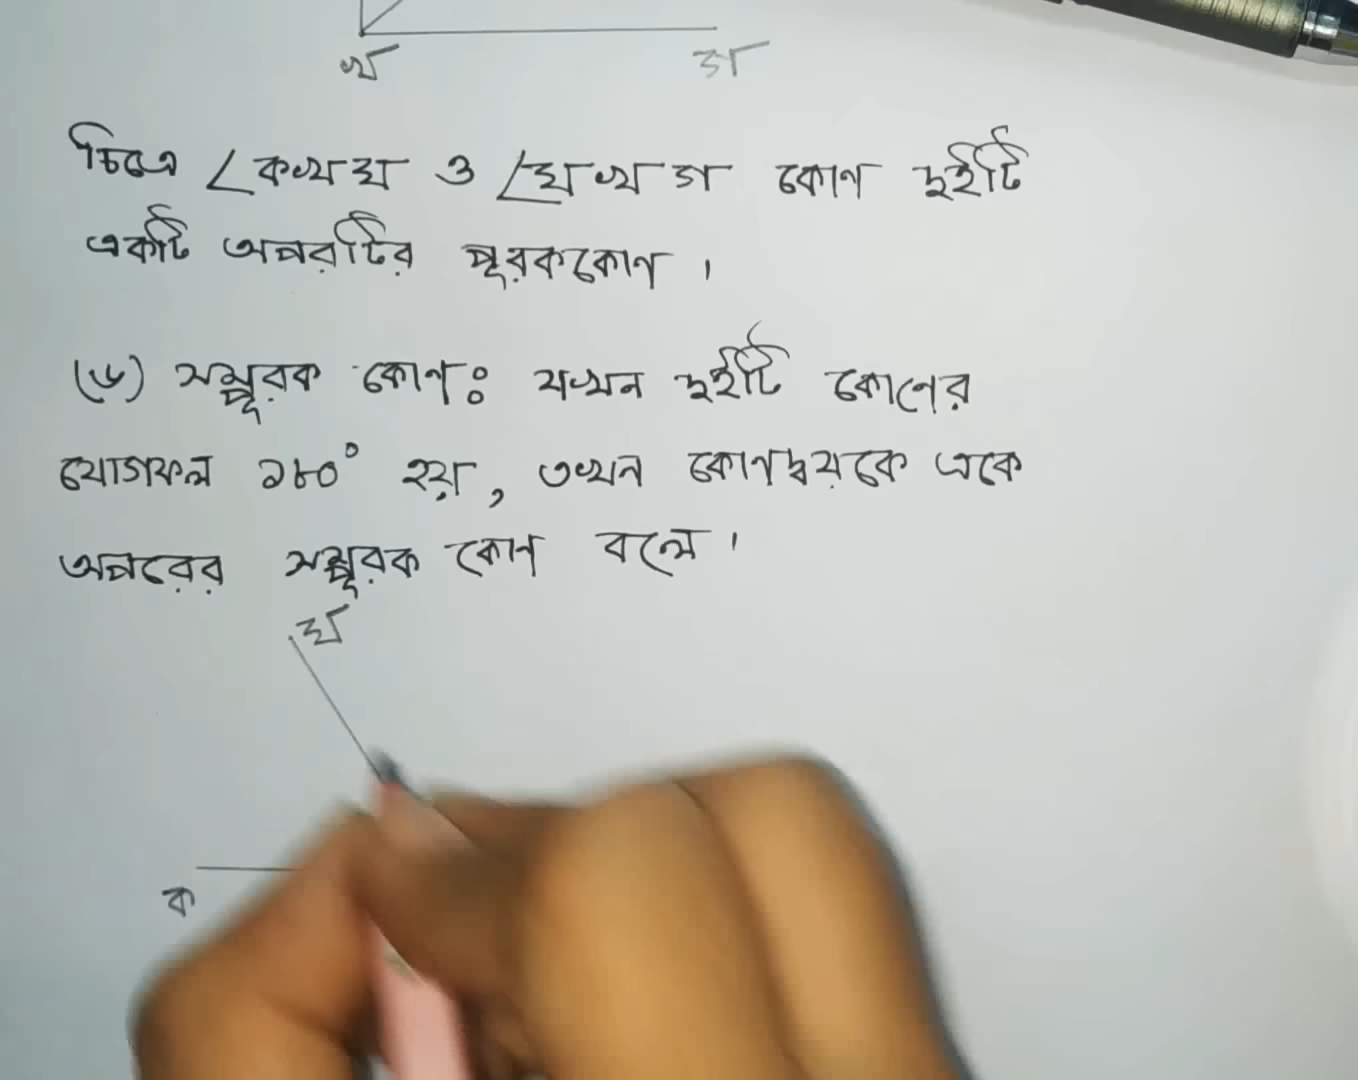 খ গ
চিত্রে ∠কখঘ ও ∠ঘখগ কোণ দুইটি
একটি অপরটির পূরককোণ ।
(৬) সম্পূরক কোণঃ যখন দুইটি কোণের
যোগফল ১৮০° হয়, তখন কোণদ্বয়কে একে
অপরের সম্পূরক কোণ বলে ।
ঘ
ক